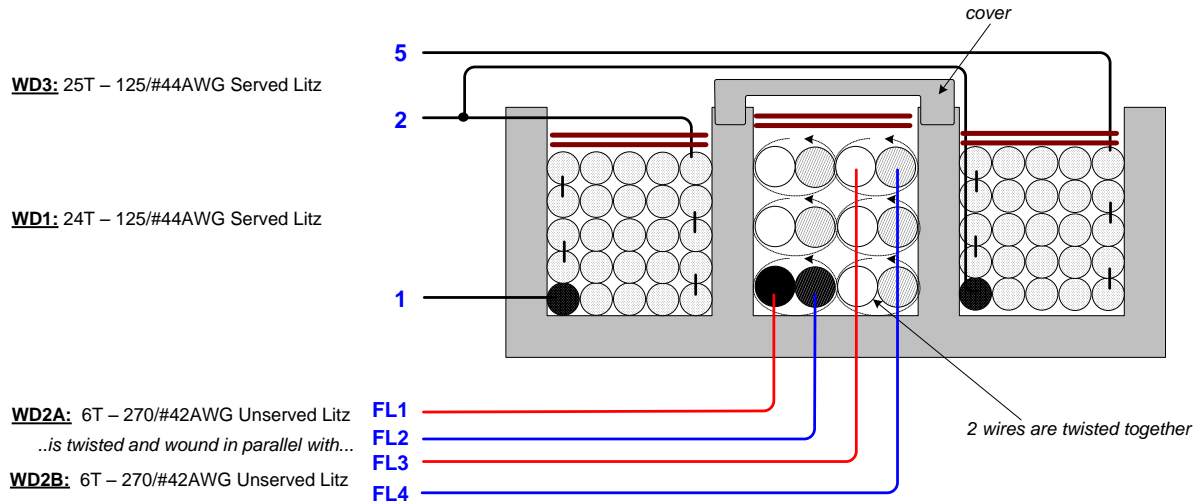 cover
5
WD3: 25T – 125/#44AWG Served Litz
2
WD1: 24T – 125/#44AWG Served Litz
1
WD2A: 6T – 270/#42AWG Unserved Litz
FL1
..is twisted and wound in parallel with...
FL2
2 wires are twisted together
FL3
WD2B: 6T – 270/#42AWG Unserved Litz
FL4